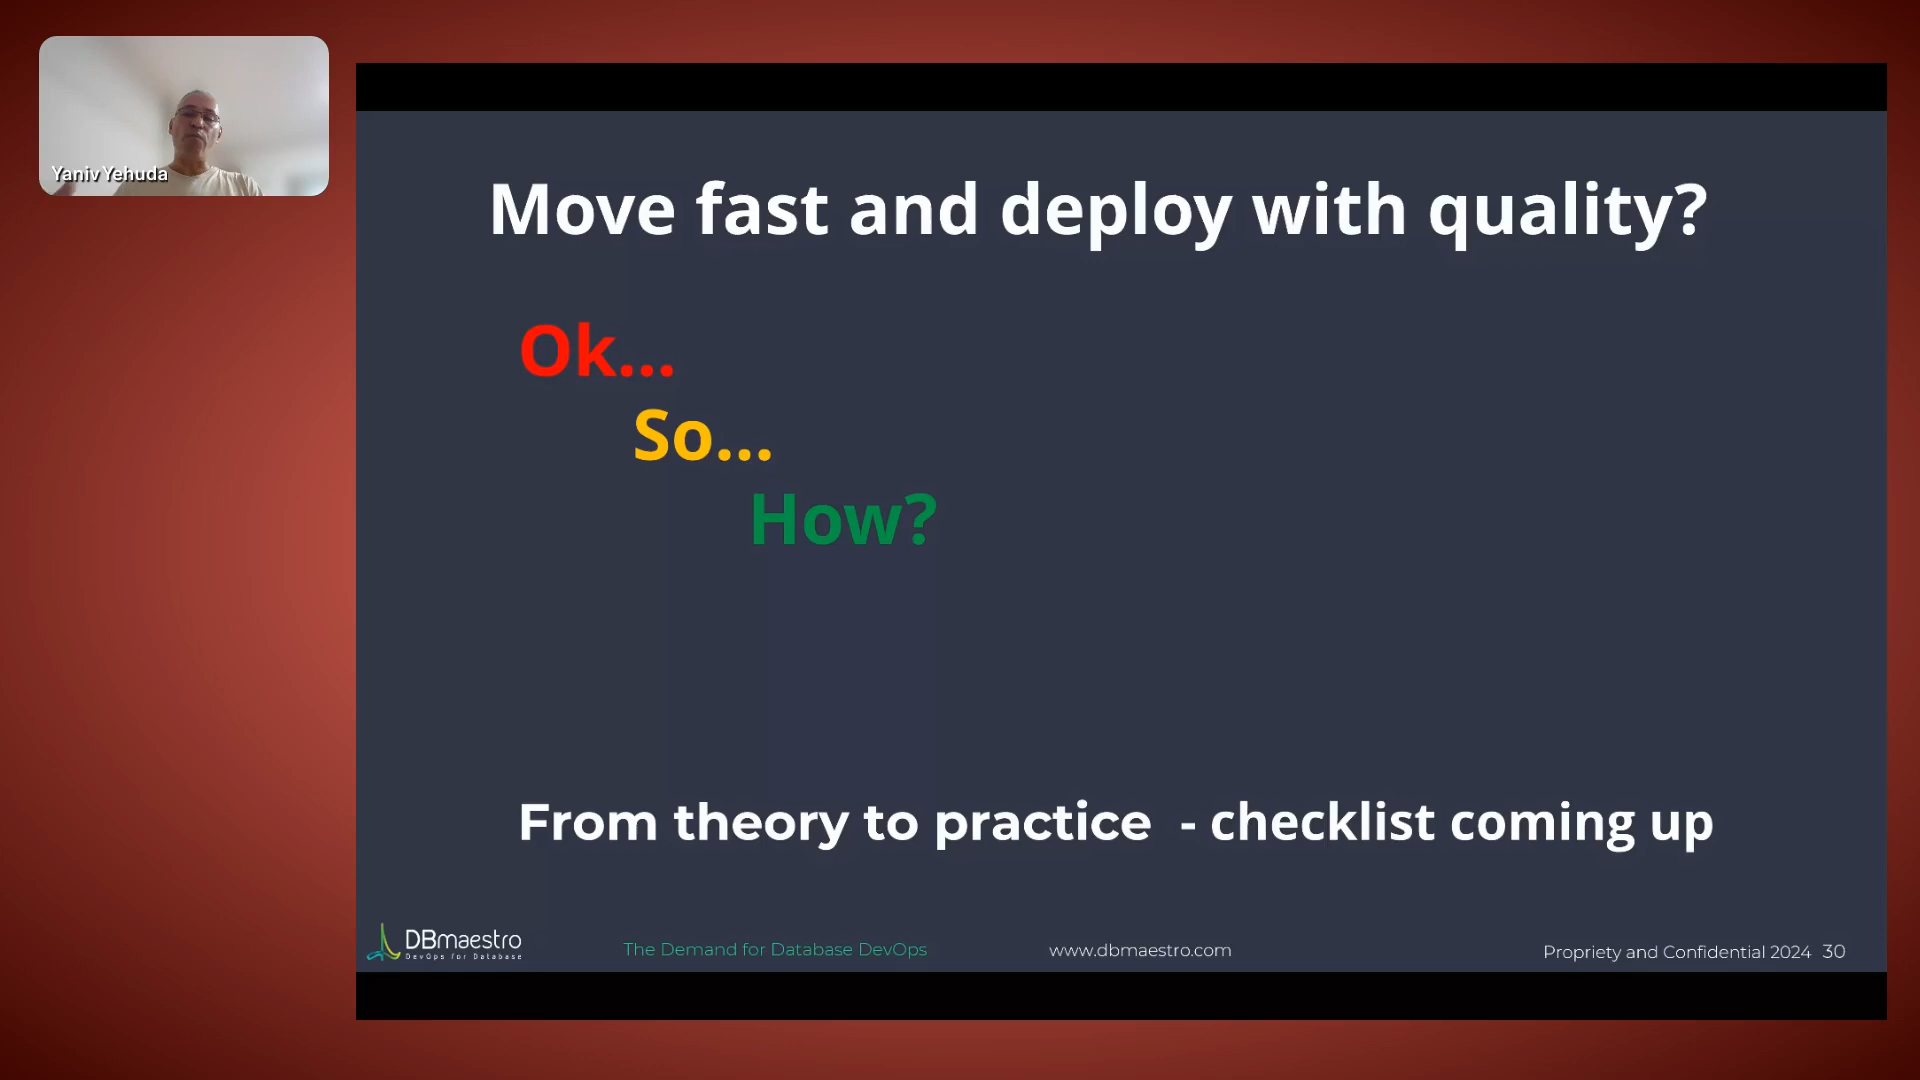 Yaniv Yehuda
Move fast and deploy with quality?
Ok...
So...
How?
From theory to practice - checklist coming up
DBmaestro
DevOps for Database
The Demand for Database DevOps
www.dbmaestro.com
Propriety and Confidential 2024 30